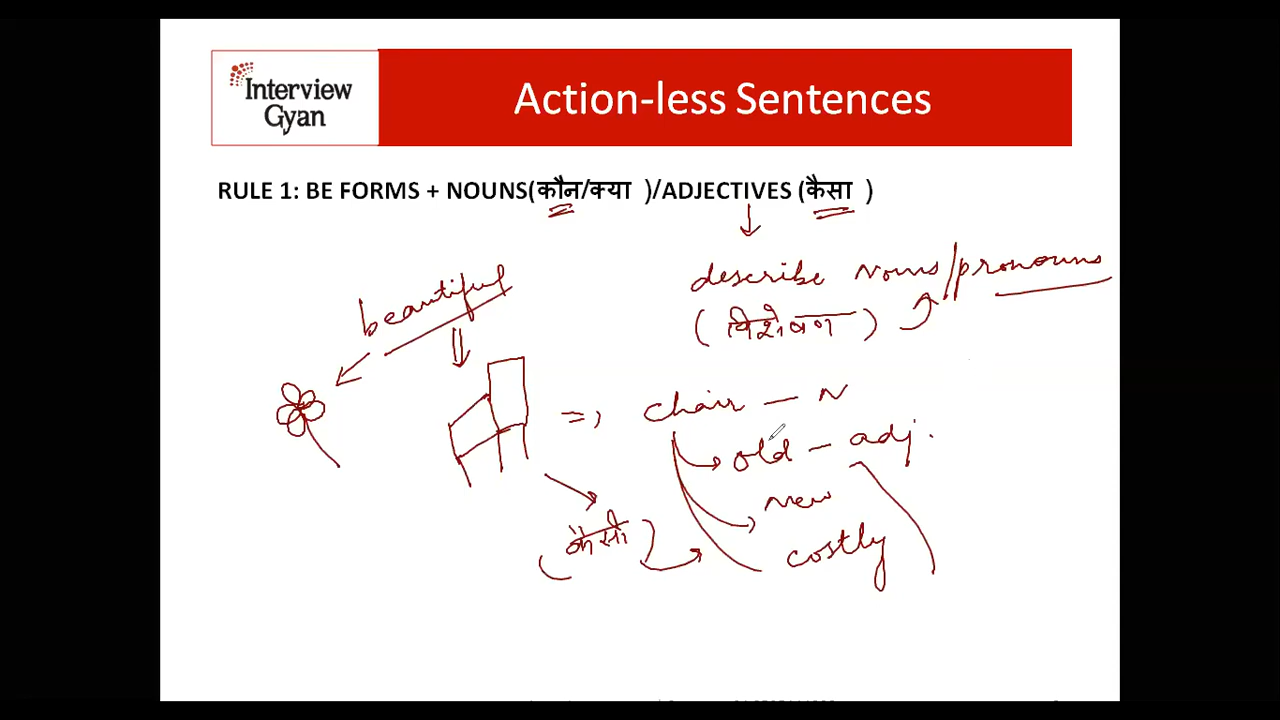 Interview
Gyan
Action-less Sentences
RULE 1: BE FORMS + NOUNS(कौन/क्या )/ADJECTIVES (कैसा )
describe Nouns/pronouns
(विशेषण)
beautiful
chair - N
old - adj.
new
(कैसी)
costly